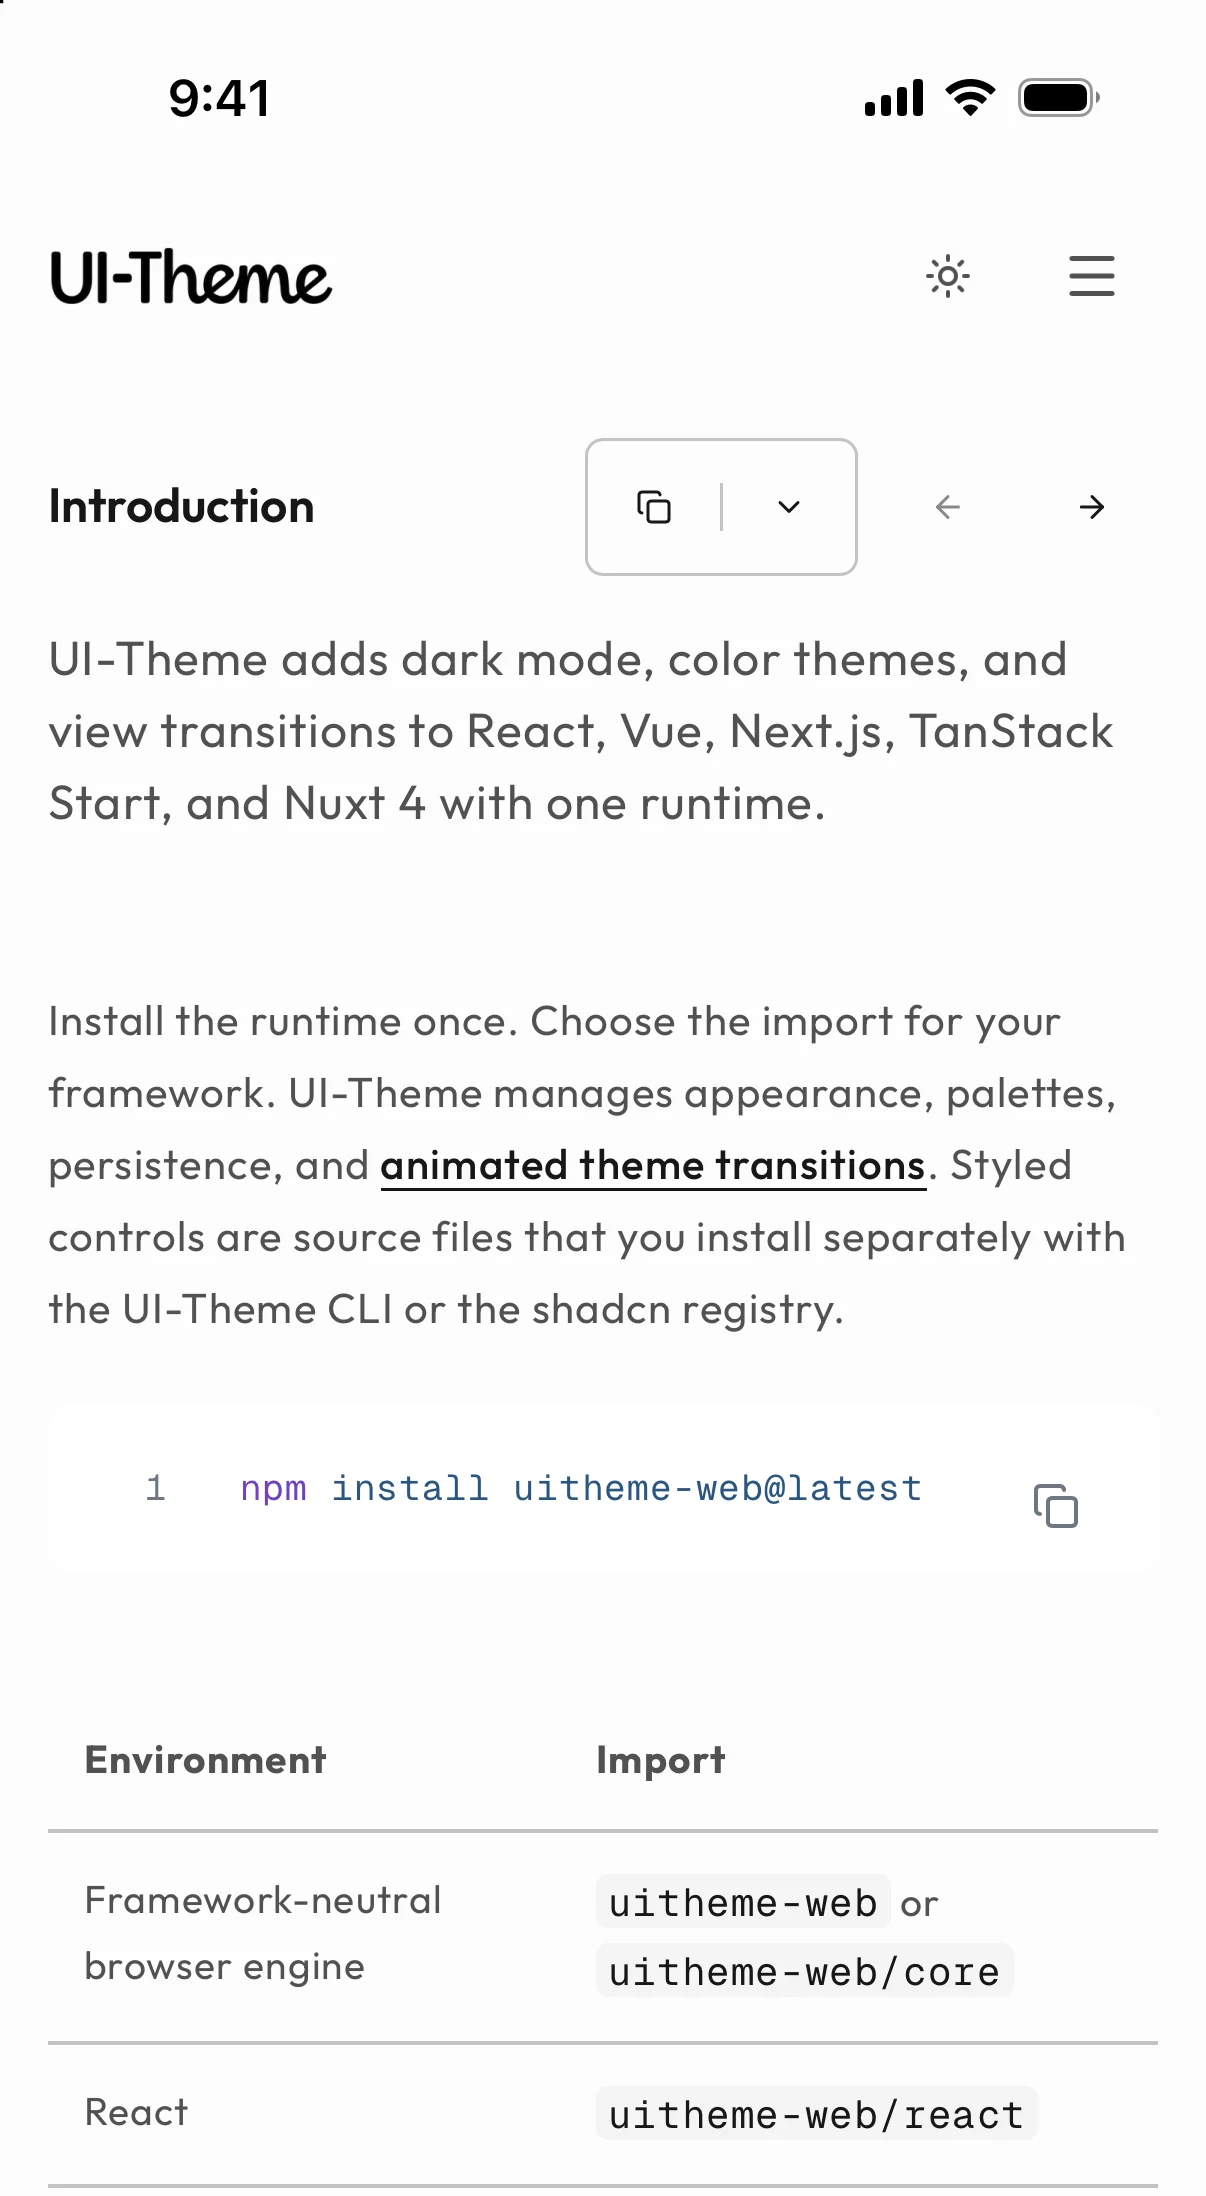 9:41
UI-Theme
Introduction
UI-Theme adds dark mode, color themes, and
view transitions to React, Vue, Next.js, TanStack
Start, and Nuxt 4 with one runtime.
Install the runtime once. Choose the import for your
framework. UI-Theme manages appearance, palettes,
persistence, and animated theme transitions. Styled
controls are source files that you install separately with
the UI-Theme CLI or the shadcn registry.
1 npm install uitheme-web@latest
Environment Import
Framework-neutral uitheme-web or
browser engine uitheme-web/core
React uitheme-web/react